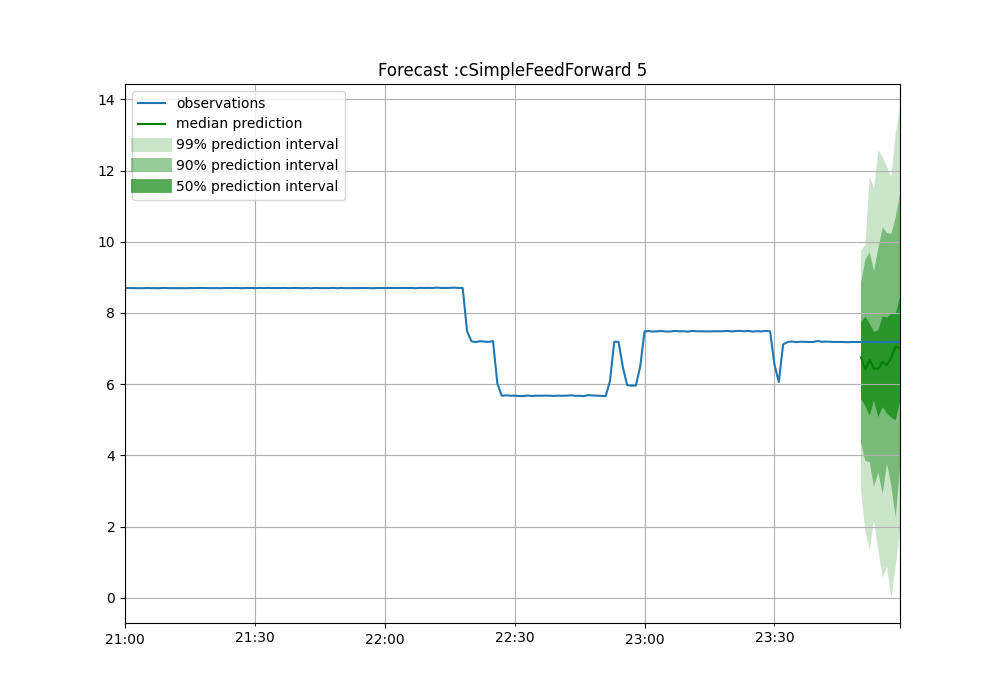 Forecast :cSimpleFeedForward 5
observations
median prediction
99% prediction interval
90% prediction interval
50% prediction interval
14
12
10
8
6
4
2
0
21:00
21:30
22:00
22:30
23:00
23:30